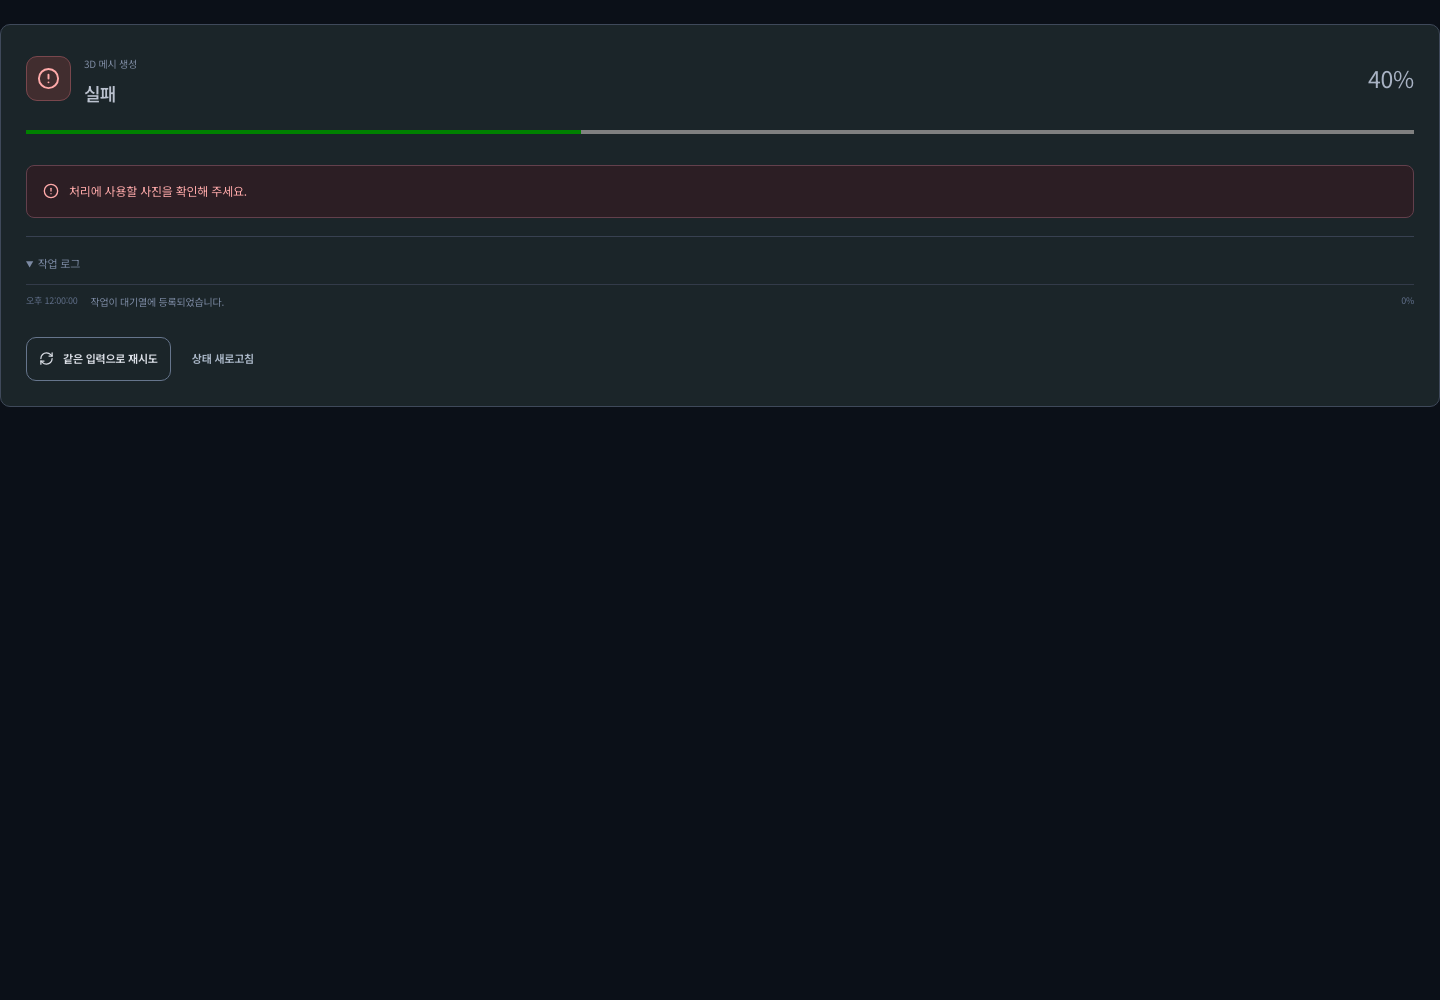 3D 메시 생성
실패
40%
처리에 사용할 사진을 확인해 주세요.
▼ 작업 로그
오후 12:00:00 작업이 대기열에 등록되었습니다. 0%
같은 입력으로 재시도 상태 새로고침